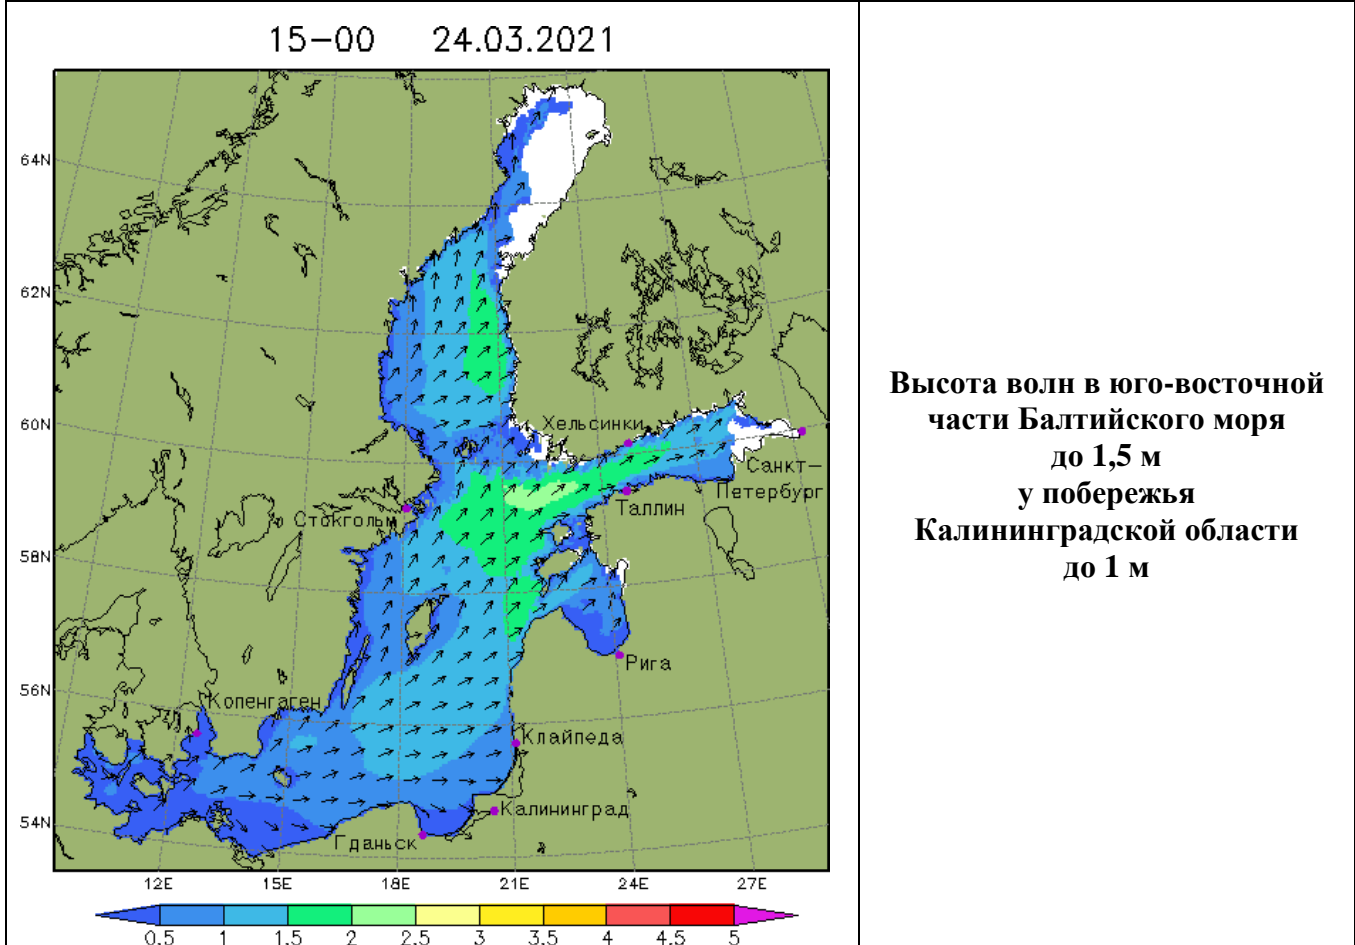 15-00 24.03.2021
64N
62N
60N
58N
56N
54N
Хельсинки
Санкт-
Петербург
Таллин
Стокгольм
Рига
Копенгаген
Клайпеда
Калининград
Гданьск
12E 15E 18E 21E 24E 27E
0.5 1 1.5 2 2.5 3 3.5 4 4.5 5
Высота волн в юго-восточной
части Балтийского моря
до 1,5 м
у побережья
Калининградской области
до 1 м